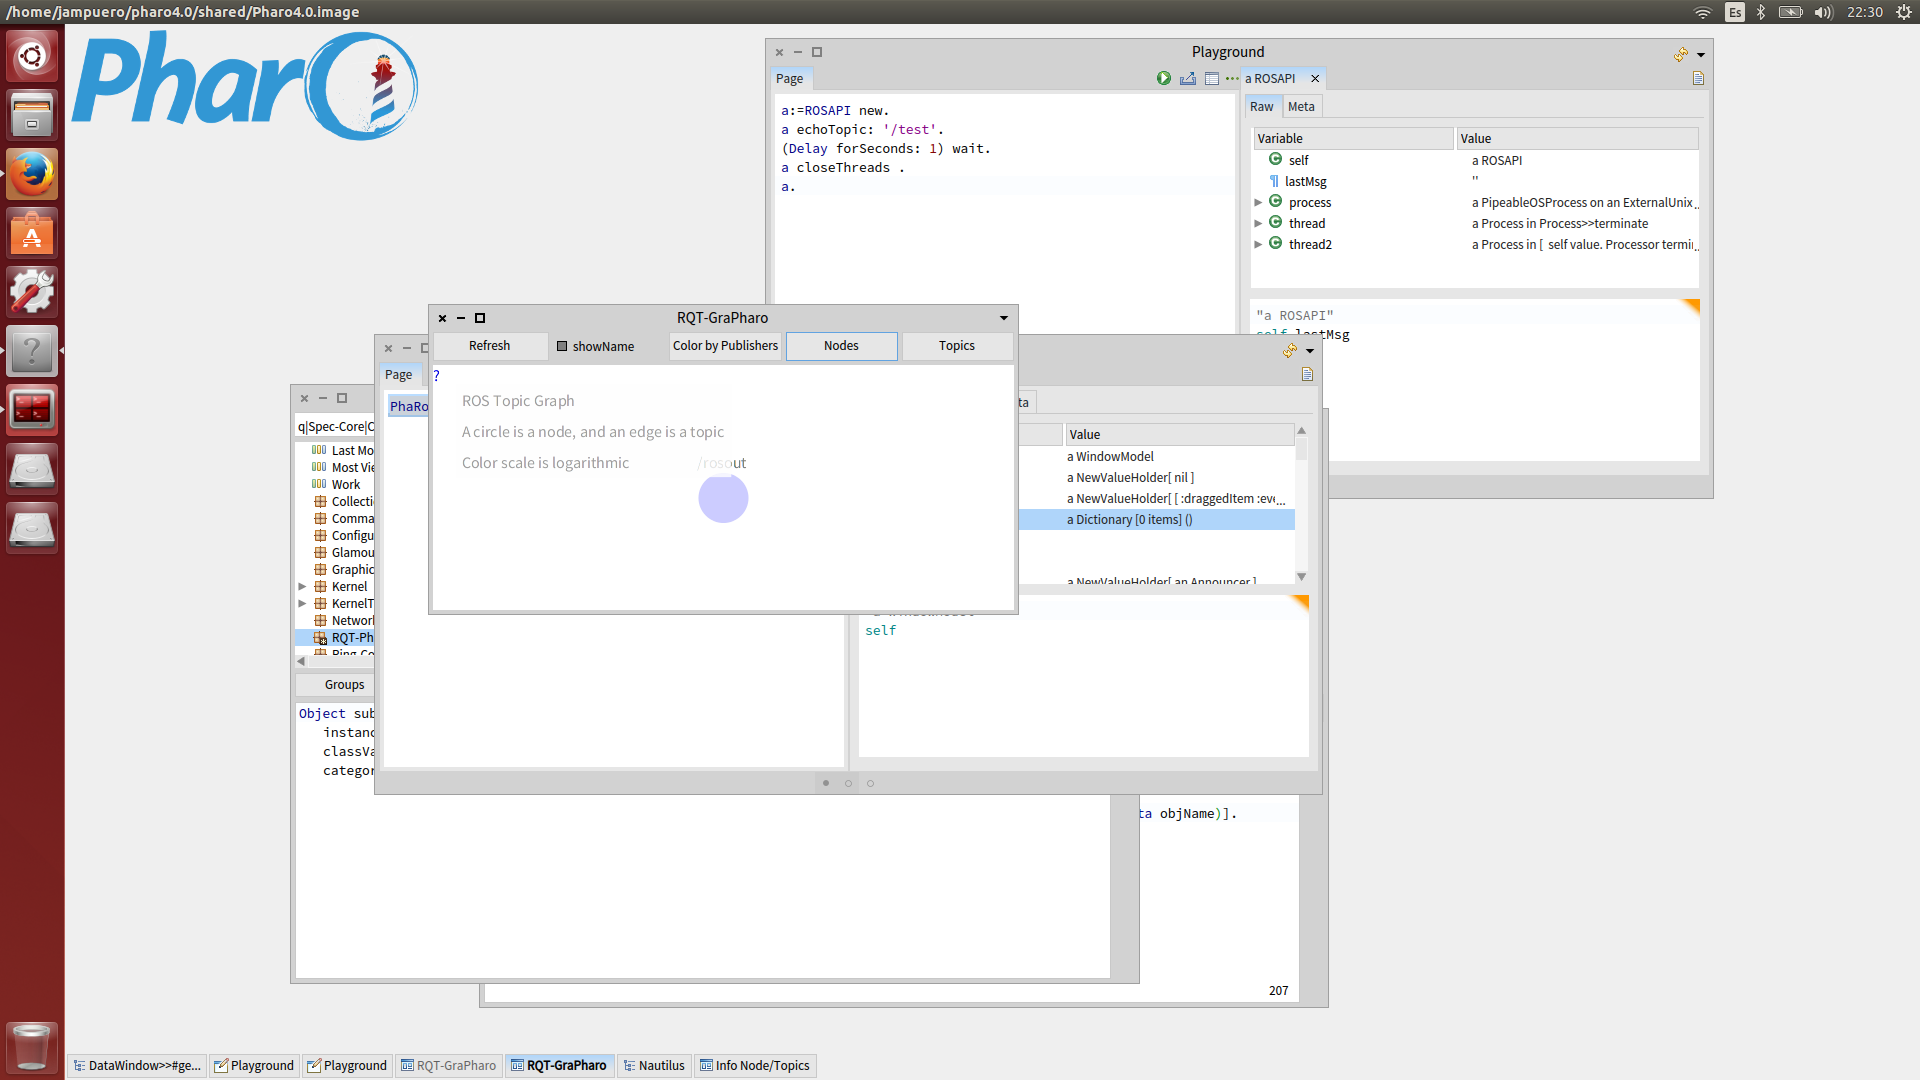 /home/jampuero/pharo4.0/shared/Pharo4.0.image
Es
22:30
Pharo
Playground
Page
a ROSAPI
a:=ROSAPI new.
a echoTopic: '/test'.
(Delay forSeconds: 1) wait.
a closeThreads .
a.
Raw
Meta
Variable
Value
self
a ROSAPI
lastMsg
''
process
a PipeableOSProcess on an ExternalUnix...
thread
a Process in Process>>terminate
thread2
a Process in [ self value. Processor termi...
"a ROSAPI"
self lastMsg
RQT-GraPharo
Refresh
showName
Color by Publishers
Nodes
Topics
?
ROS Topic Graph
A circle is a node, and an edge is a topic
Color scale is logarithmic
/rosout
Page
PhaRo
ta
Value
a WindowModel
a NewValueHolder[ nil ]
a NewValueHolder[ [ :draggedItem :eve...
a Dictionary [0 items] ()
a NewValueHolder[ an Announcer ]
self
q|Spec-Core|C
Last Mo
Most Vie
Work
Collecti
Comma
Configu
Glamou
Graphic
Kernel
KernelT
Networ
RQT-Ph
Ring-Co
Groups
Object sub
instanc
classVa
categor
ta objName)].
207
DataWindow>>#ge...
Playground
Playground
RQT-GraPharo
RQT-GraPharo
Nautilus
Info Node/Topics